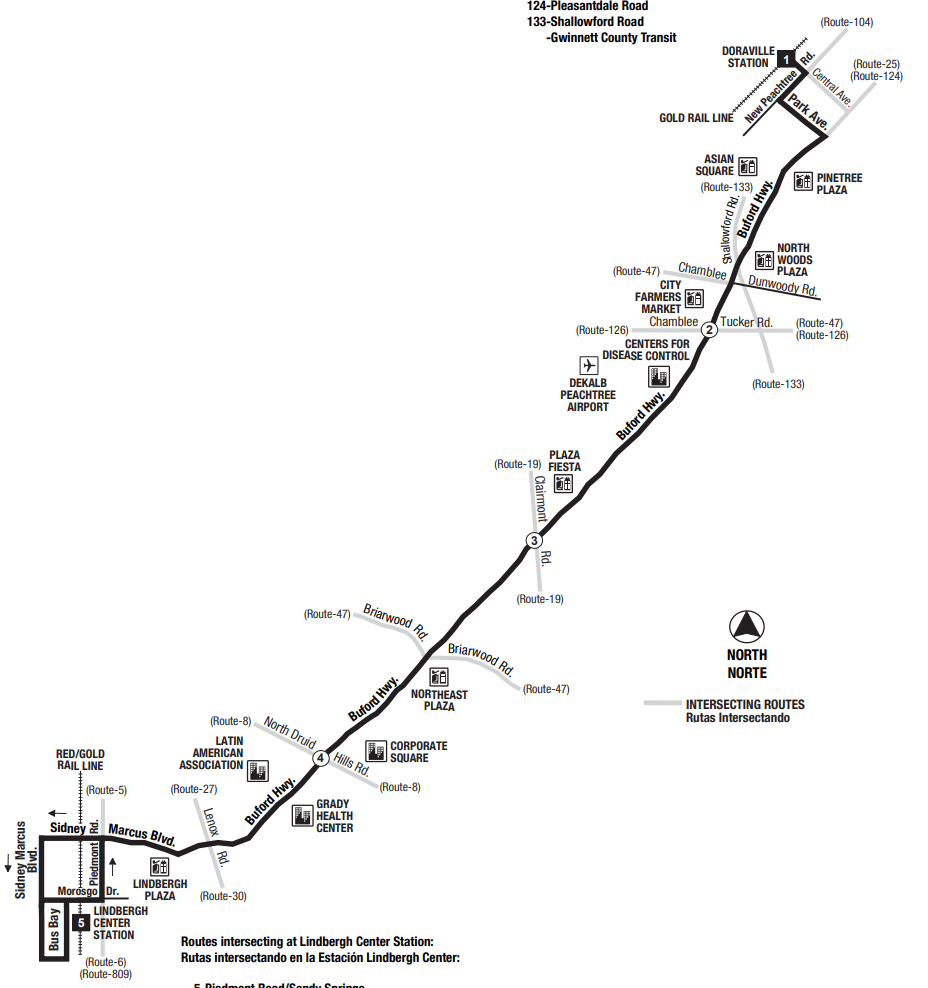 124-Pleasantdale Road
133-Shallowford Road
-Gwinnett County Transit
(Route-104)
DORAVILLE
STATION
1
New Peachtree Rd.
Central Ave.
(Route-25)
(Route-124)
GOLD RAIL LINE
Park Ave.
ASIAN
SQUARE
(Route-133)
PINETREE
PLAZA
Shallowford Rd.
Buford Hwy.
NORTH
WOODS
PLAZA
(Route-47)
Chamblee
Dunwoody Rd.
CITY
FARMERS
MARKET
(Route-126)
Chamblee
2
Tucker Rd.
(Route-47)
(Route-126)
CENTERS FOR
DISEASE CONTROL
DEKALB
PEACHTREE
AIRPORT
(Route-133)
Buford Hwy.
PLAZA
FIESTA
(Route-19)
Clairmont
3
Rd.
(Route-19)
(Route-47)
Briarwood Rd.
Briarwood Rd.
(Route-47)
NORTHEAST
PLAZA
Buford Hwy.
NORTH
NORTE
INTERSECTING ROUTES
Rutas Intersectando
(Route-8)
North Druid
4
Hills Rd.
(Route-8)
CORPORATE
SQUARE
LATIN
AMERICAN
ASSOCIATION
Buford Hwy.
GRADY
HEALTH
CENTER
RED/GOLD
RAIL LINE
(Route-5)
(Route-27)
Lenox
Rd.
(Route-30)
Sidney
Marcus Blvd.
Sidney Marcus
Blvd.
Piedmont Rd.
Morosgo Dr.
LINDBERGH
PLAZA
Bus Bay
5
LINDBERGH
CENTER
STATION
(Route-6)
(Route-809)
Routes intersecting at Lindbergh Center Station:
Rutas intersectando en la Estación Lindbergh Center:
5-Piedmont Road/Sandy Springs